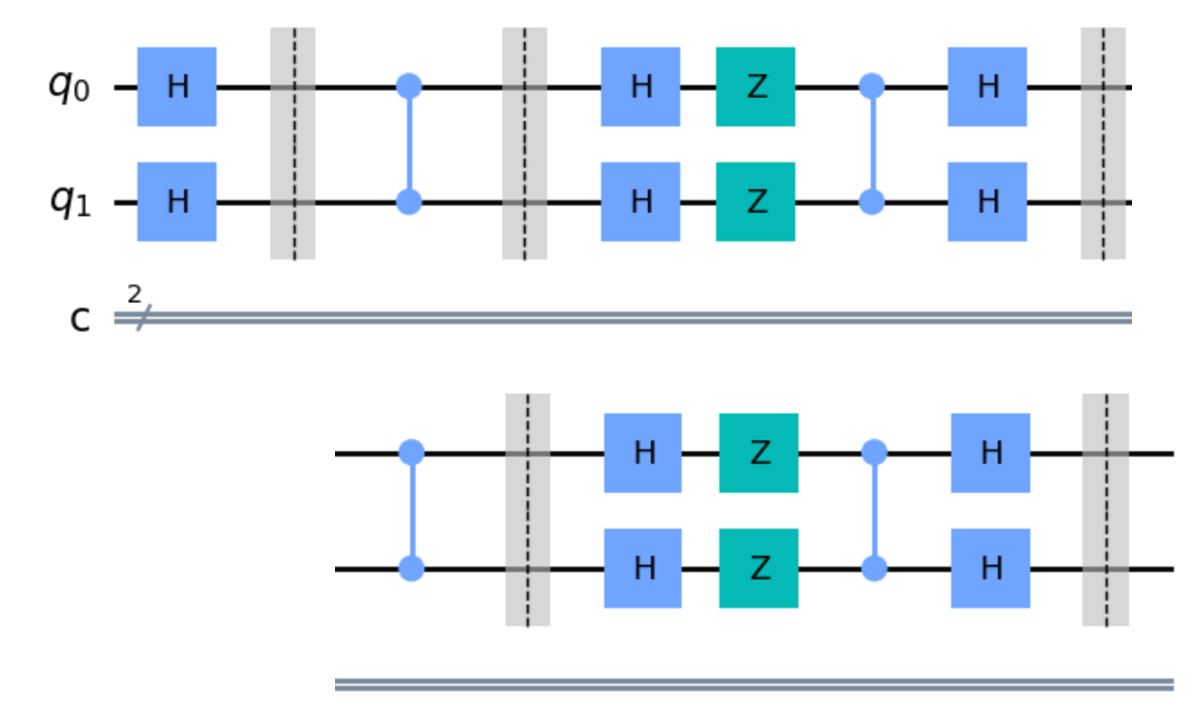 q0 H H Z H
q1 H H Z H
2
c
H Z H
H Z H